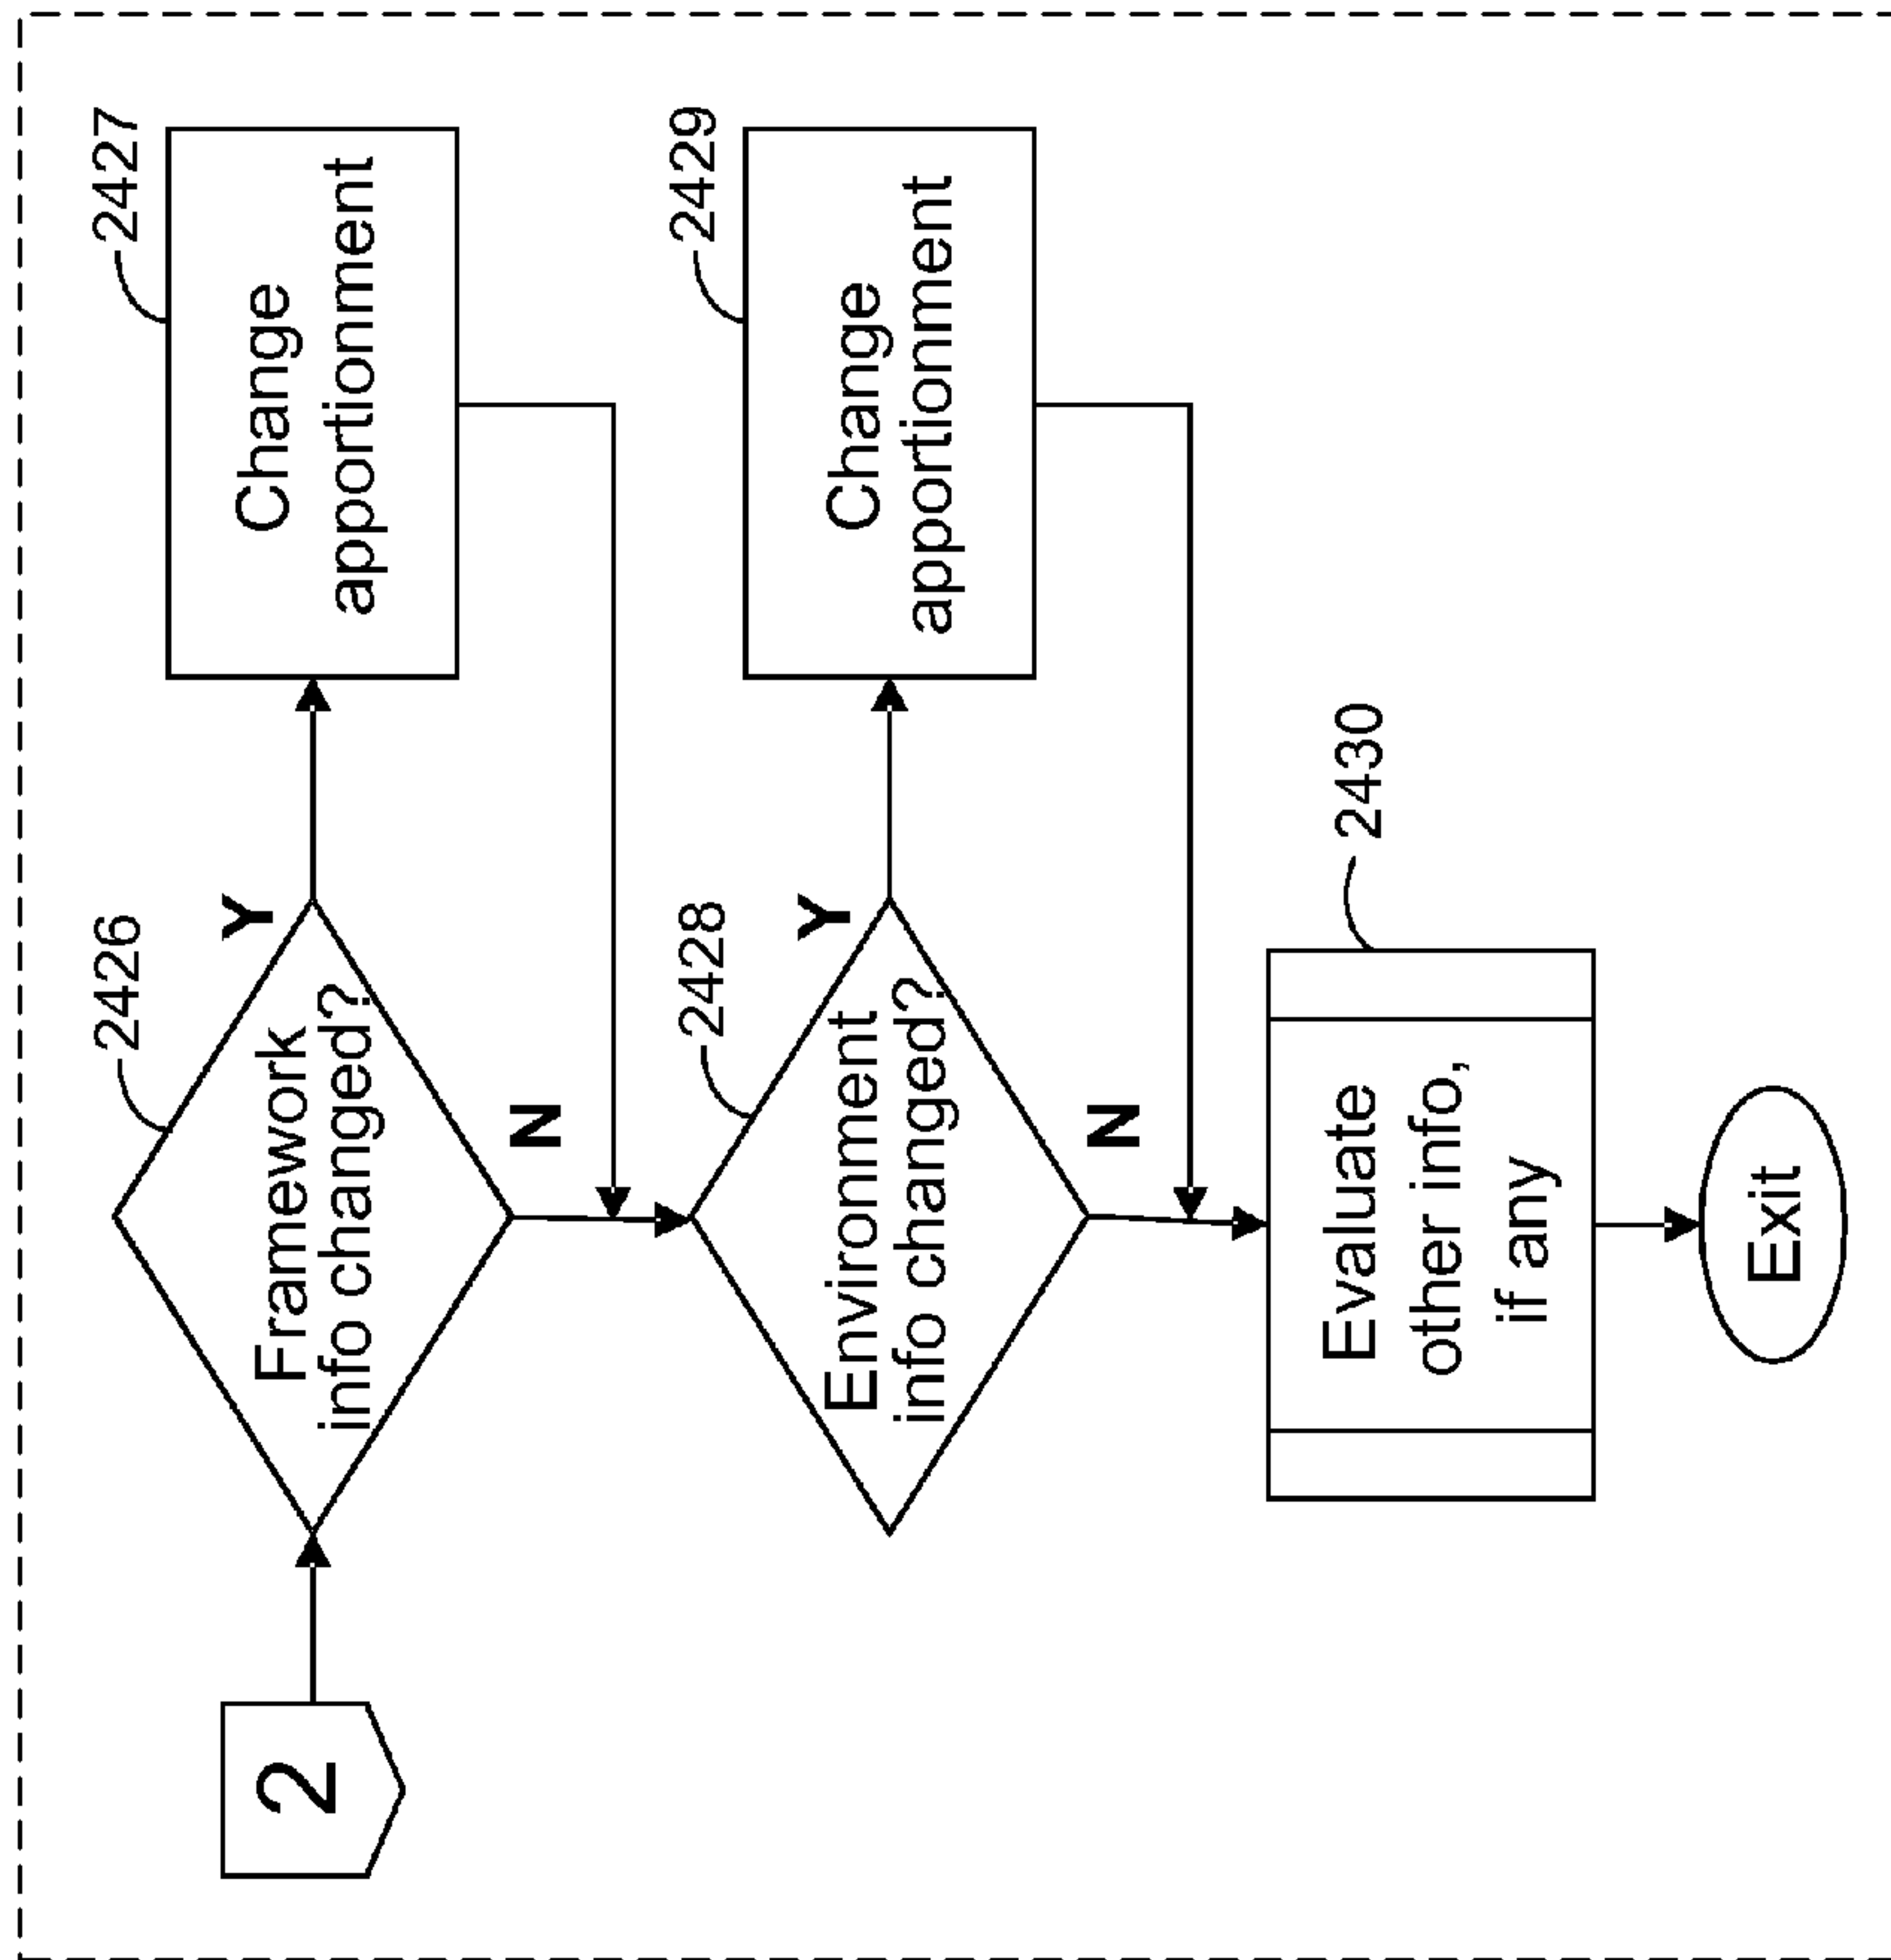 2
2426
Framework
info changed?
Y
N
2427
Change
apportionment
2428
Environment
info changed?
Y
N
2429
Change
apportionment
2430
Evaluate
other info,
if any
Exit